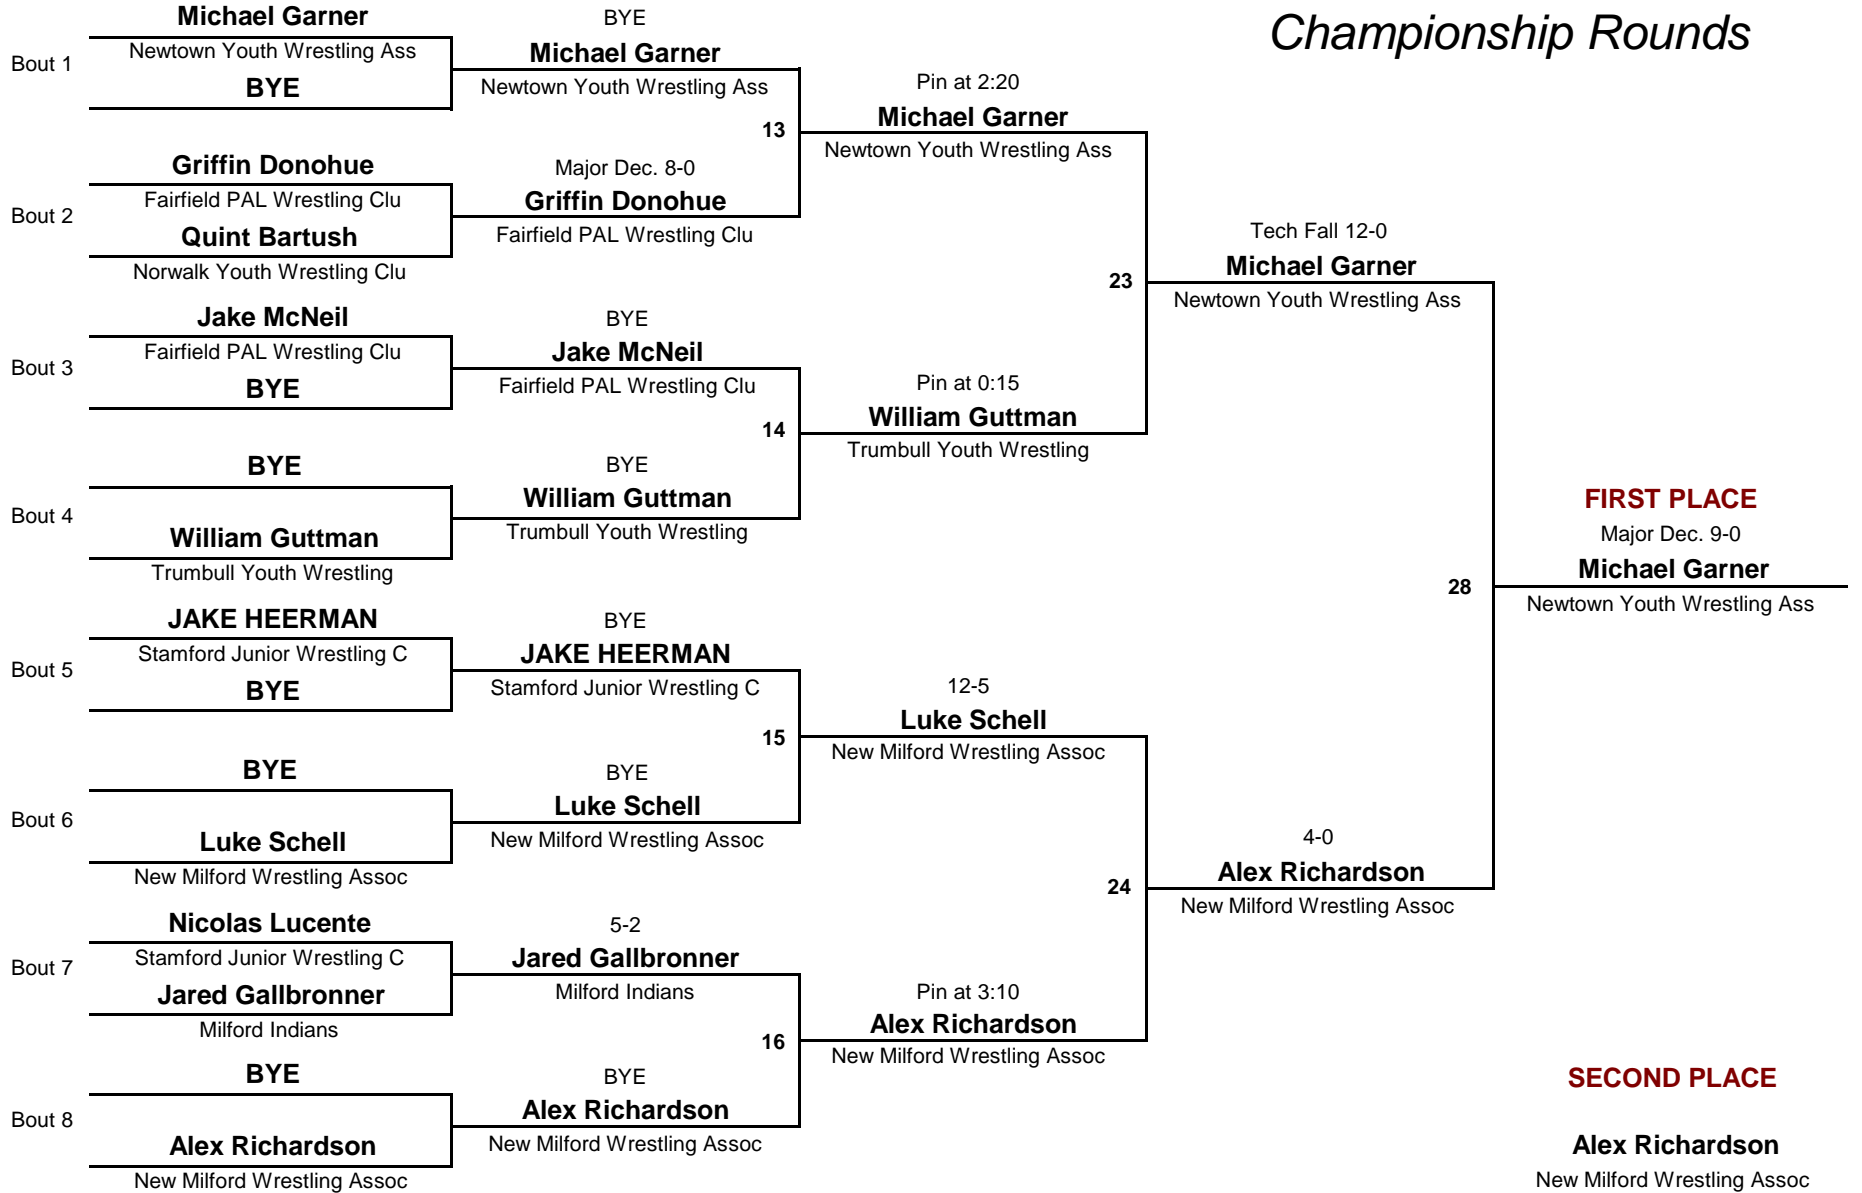 Championship Rounds
Bout 1
Michael Garner
Newtown Youth Wrestling Ass
BYE
Bout 2
Griffin Donohue
Fairfield PAL Wrestling Clu
Quint Bartush
Norwalk Youth Wrestling Clu
Bout 3
Jake McNeil
Fairfield PAL Wrestling Clu
BYE
Bout 4
BYE
William Guttman
Trumbull Youth Wrestling
Bout 5
JAKE HEERMAN
Stamford Junior Wrestling C
BYE
Bout 6
BYE
Luke Schell
New Milford Wrestling Assoc
Bout 7
Nicolas Lucente
Stamford Junior Wrestling C
Jared Gallbronner
Milford Indians
Bout 8
BYE
Alex Richardson
New Milford Wrestling Assoc
BYE
Michael Garner
Newtown Youth Wrestling Ass
13
Major Dec. 8-0
Griffin Donohue
Fairfield PAL Wrestling Clu
BYE
Jake McNeil
Fairfield PAL Wrestling Clu
14
BYE
William Guttman
Trumbull Youth Wrestling
BYE
JAKE HEERMAN
Stamford Junior Wrestling C
15
BYE
Luke Schell
New Milford Wrestling Assoc
5-2
Jared Gallbronner
Milford Indians
16
BYE
Alex Richardson
New Milford Wrestling Assoc
Pin at 2:20
Michael Garner
Newtown Youth Wrestling Ass
23
Pin at 0:15
William Guttman
Trumbull Youth Wrestling
12-5
Luke Schell
New Milford Wrestling Assoc
24
Pin at 3:10
Alex Richardson
New Milford Wrestling Assoc
Tech Fall 12-0
Michael Garner
Newtown Youth Wrestling Ass
28
4-0
Alex Richardson
New Milford Wrestling Assoc
FIRST PLACE
Major Dec. 9-0
Michael Garner
Newtown Youth Wrestling Ass
SECOND PLACE
Alex Richardson
New Milford Wrestling Assoc